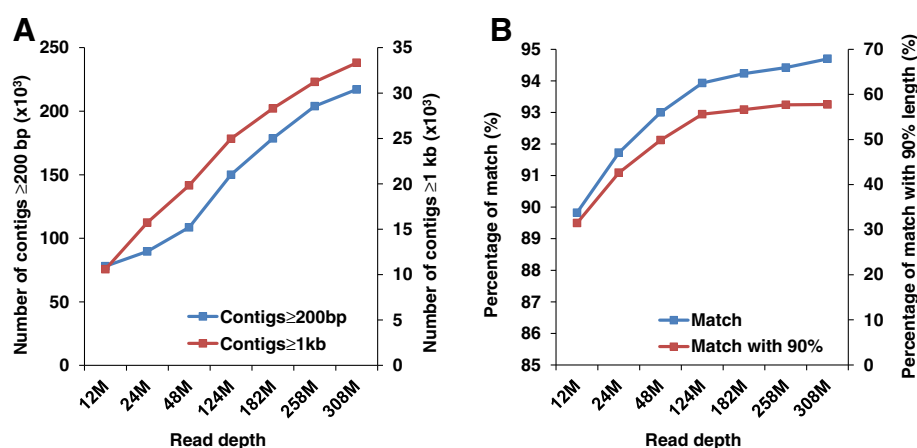 A
Number of contigs ≥200 bp (x10³)
250
200
150
100
50
0
Number of contigs ≥1 kb (x10³)
35
30
25
20
15
10
5
0
Contigs≥200bp
Contigs≥1kb
12M
24M
48M
124M
182M
258M
308M
Read depth
B
Percentage of match (%)
95
94
93
92
91
90
89
88
87
86
85
Percentage of match with 90% length (%)
70
60
50
40
30
20
10
0
Match
Match with 90%
12M
24M
48M
124M
182M
258M
308M
Read depth